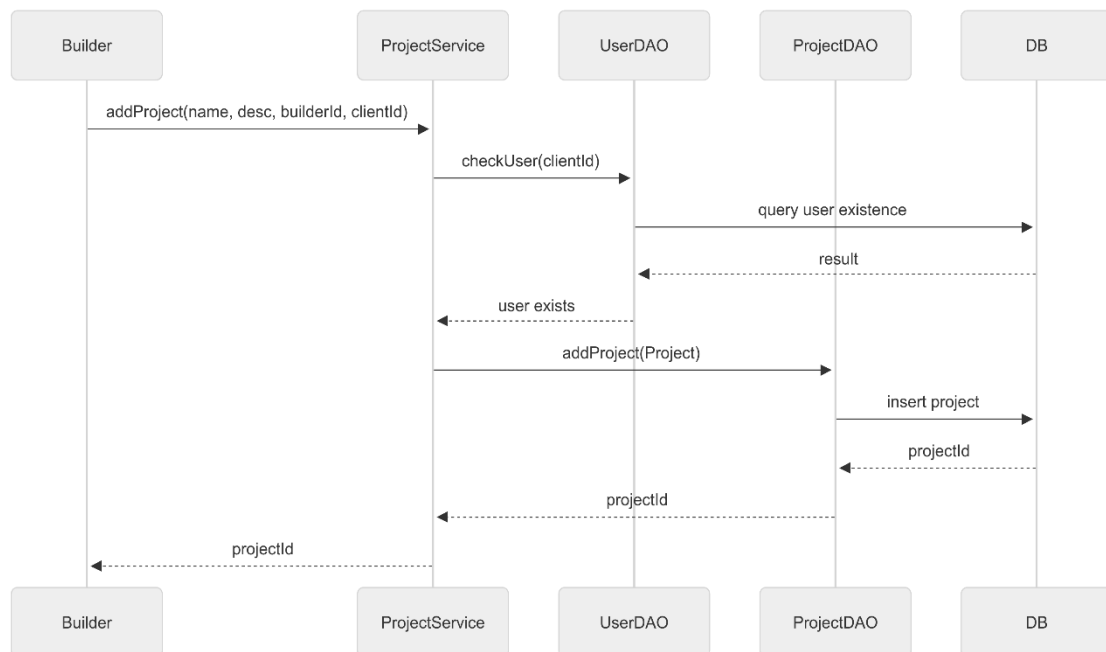 Builder
ProjectService
UserDAO
ProjectDAO
DB
addProject(name, desc, builderId, clientId)
checkUser(clientId)
query user existence
result
user exists
addProject(Project)
insert project
projectId
projectId
projectId
Builder
ProjectService
UserDAO
ProjectDAO
DB